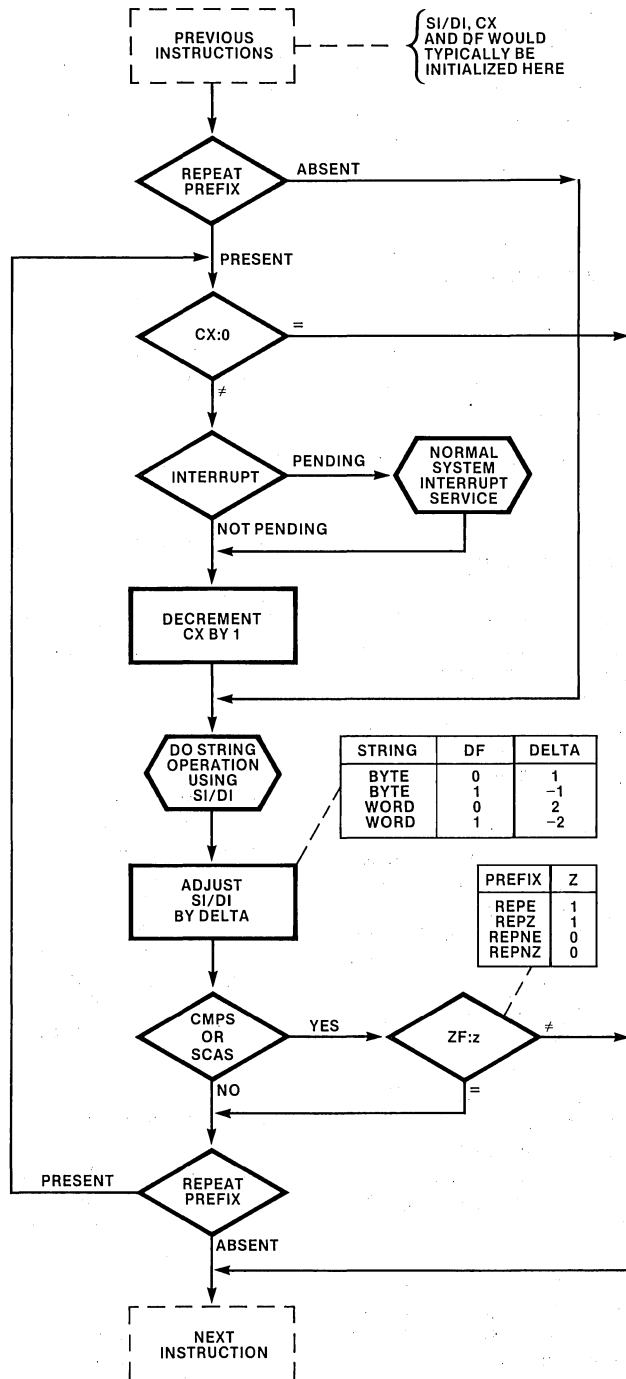 PREVIOUS
INSTRUCTIONS
SI/DI, CX
AND DF WOULD
TYPICALLY BE
INITIALIZED HERE
REPEAT
PREFIX
ABSENT
PRESENT
CX:0
=
≠
INTERRUPT
PENDING
NORMAL
SYSTEM
INTERRUPT
SERVICE
NOT PENDING
DECREMENT
CX BY 1
DO STRING
OPERATION
USING
SI/DI
STRING DF DELTA
BYTE 0 1
BYTE 1 −1
WORD 0 2
WORD 1 −2
ADJUST
SI/DI
BY DELTA
PREFIX Z
REPE 1
REPZ 1
REPNE 0
REPNZ 0
CMPS
OR
SCAS
YES
ZF:z
≠
=
NO
PRESENT
REPEAT
PREFIX
ABSENT
NEXT
INSTRUCTION